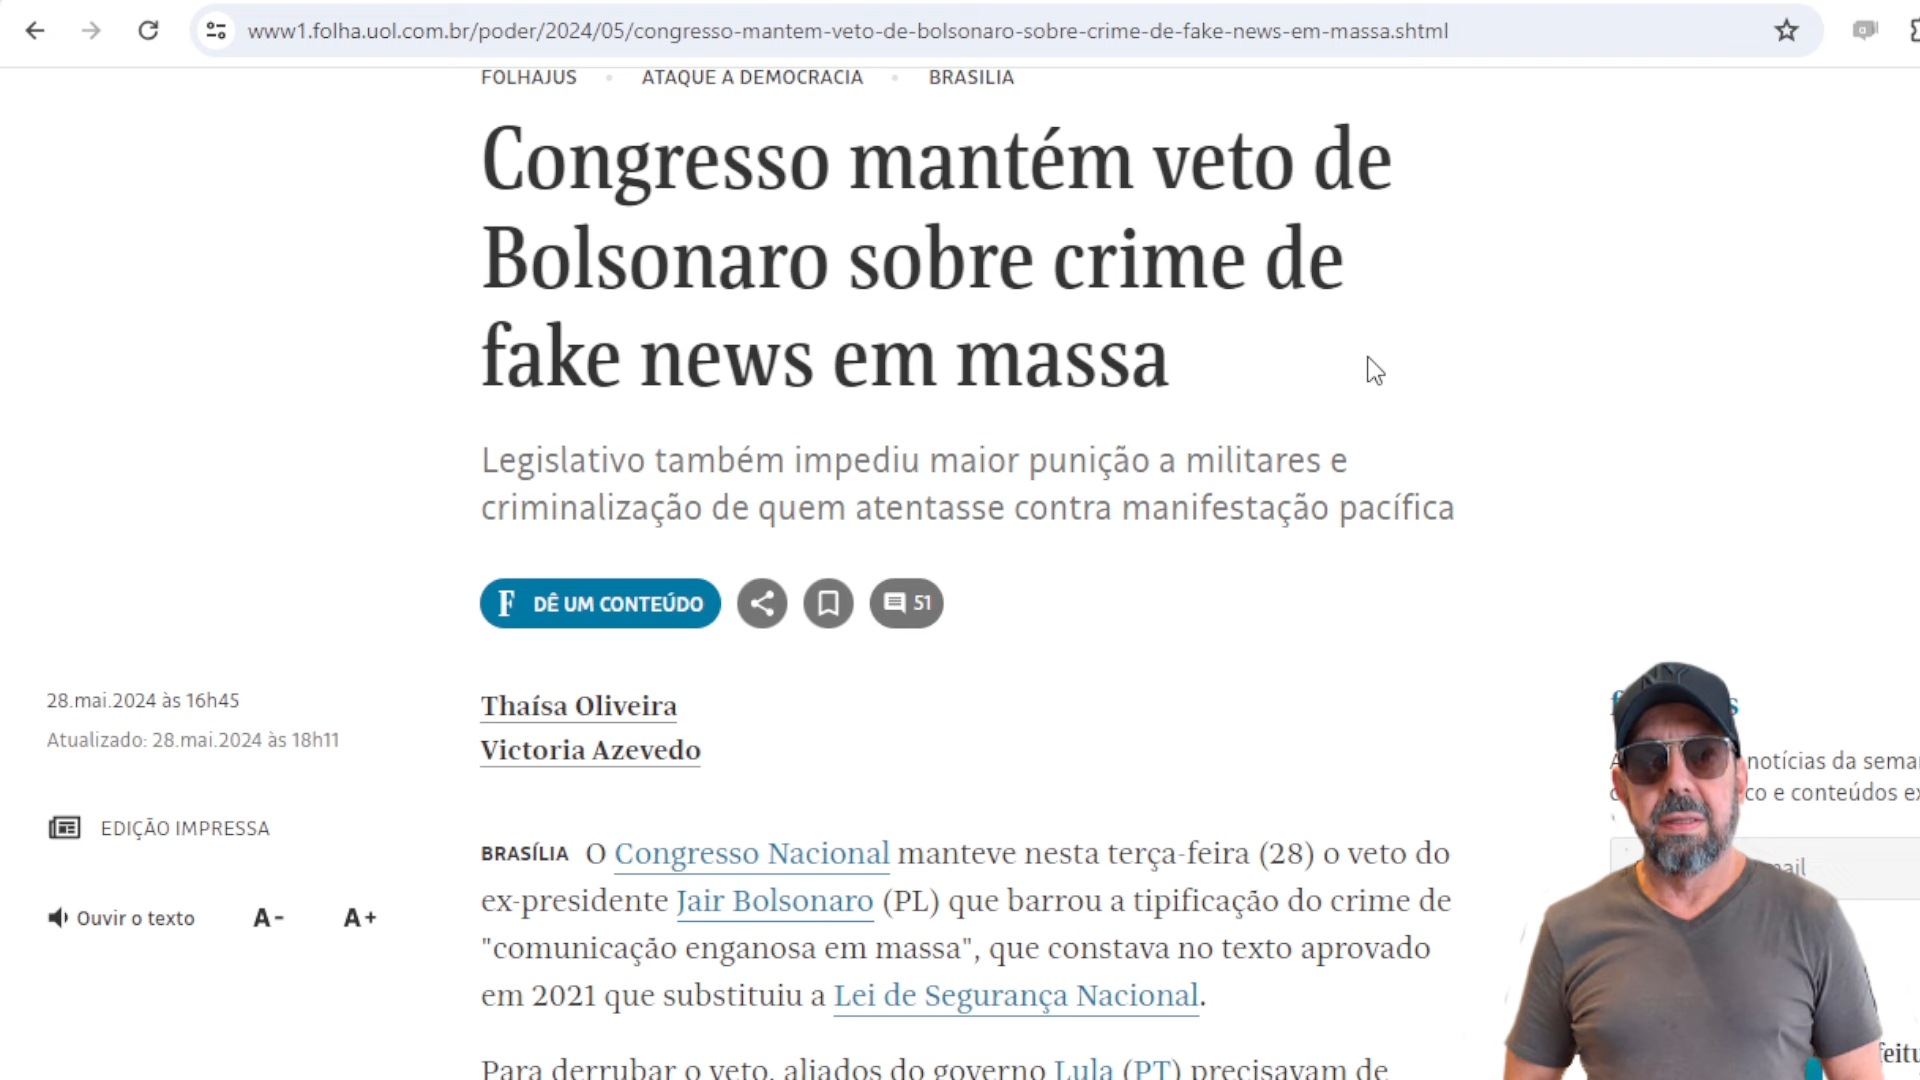 www1.folha.uol.com.br/poder/2024/05/congresso-mantem-veto-de-bolsonaro-sobre-crime-de-fake-news-em-massa.shtml
FOLHAJUS • ATAQUE À DEMOCRACIA • BRASÍLIA
Congresso mantém veto de
Bolsonaro sobre crime de
fake news em massa
Legislativo também impediu maior punição a militares e
criminalização de quem atentasse contra manifestação pacífica
F DÊ UM CONTEÚDO 51
28.mai.2024 às 16h45
Atualizado: 28.mai.2024 às 18h11
EDIÇÃO IMPRESSA
Ouvir o texto A- A+
Thaísa Oliveira
Victoria Azevedo
BRASÍLIA O Congresso Nacional manteve nesta terça-feira (28) o veto do
ex-presidente Jair Bolsonaro (PL) que barrou a tipificação do crime de
"comunicação enganosa em massa", que constava no texto aprovado
em 2021 que substituiu a Lei de Segurança Nacional.
Para derrubar o veto, aliados do governo Lula (PT) precisavam de
notícias da
e conteúdos
NY